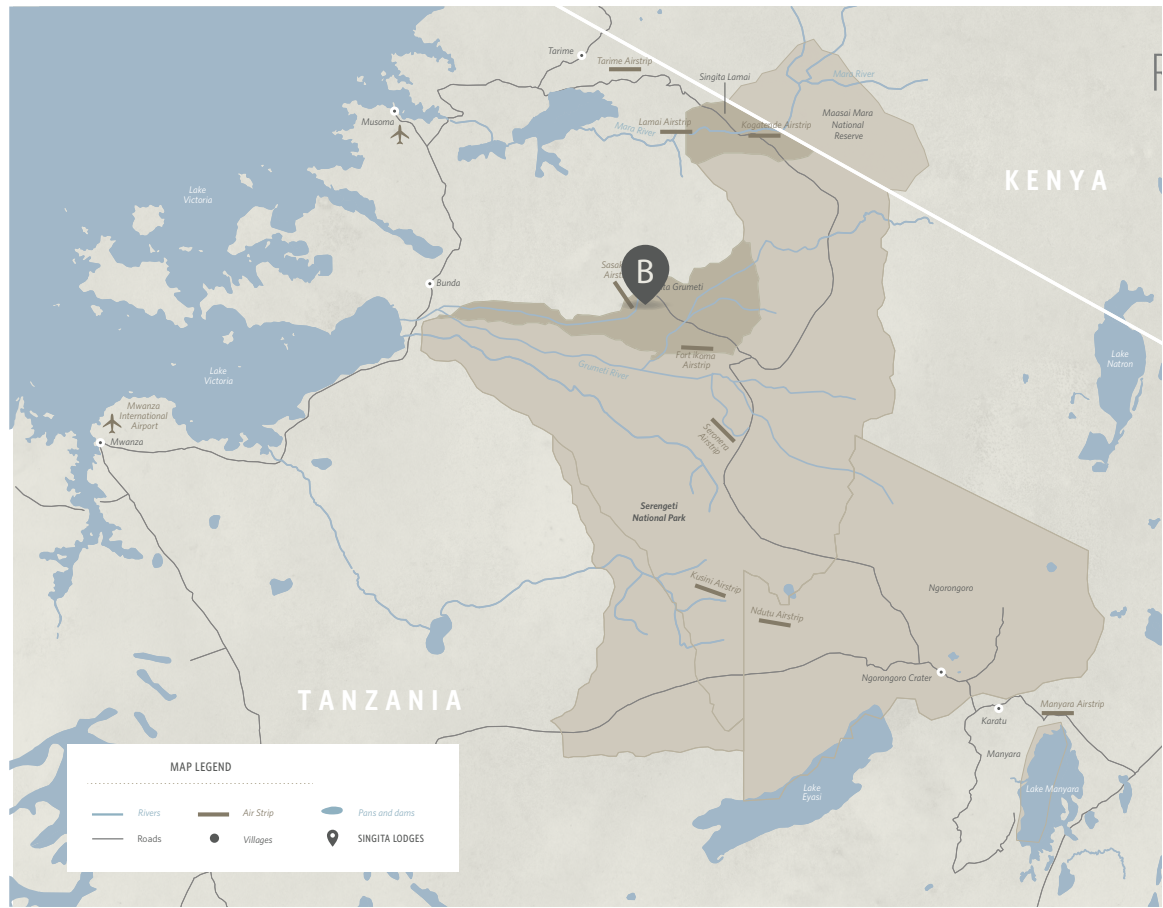 Tarime
Tarime Airstrip
Singita Lamai
Mara River
Musoma
Lamai Airstrip
Kogatende Airstrip
Maasai Mara
National
Reserve
Mara River
KENYA
Lake
Victoria
Bunda
B
Grumeti
Lake
Natron
Fort Ikoma
Airstrip
Grumeti River
Lake
Victoria
Mwanza
International
Airport
Mwanza
Seronera
Airstrip
Serengeti
National Park
Kusini Airstrip
Ndutu Airstrip
Ngorongoro
Ngorongoro Crater
TANZANIA
Karatu
Manyara Airstrip
Manyara
Lake
Eyasi
Lake Manyara
MAP LEGEND
Rivers
Air Strip
Pans and dams
Roads
Villages
SINGITA LODGES